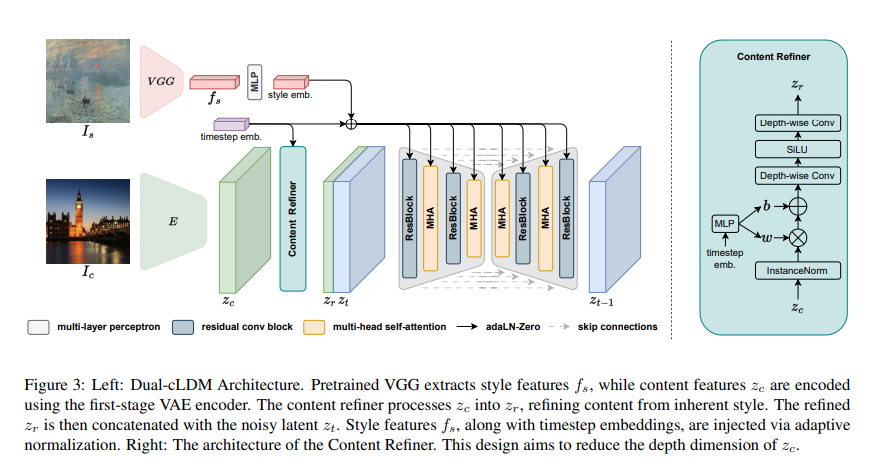 Content Refiner
VGG
MLP
f_s
style emb.
I_s
timestep emb.
E
Content Refiner
ResBlock
MHA
ResBlock
MHA
MHA
ResBlock
MHA
ResBlock
I_c
z_c
z_r z_t
z_{t−1}
z_r
Depth-wise Conv
SiLU
Depth-wise Conv
b
MLP
w
timestep
emb.
InstanceNorm
z_c
multi-layer perceptron
residual conv block
multi-head self-attention
adaLN-Zero
skip connections
Figure 3: Left: Dual-cLDM Architecture. Pretrained VGG extracts style features f_s, while content features z_c are encoded
using the first-stage VAE encoder. The content refiner processes z_c into z_r, refining content from inherent style. The refined
z_r is then concatenated with the noisy latent z_t. Style features f_s, along with timestep embeddings, are injected via adaptive
normalization. Right: The architecture of the Content Refiner. This design aims to reduce the depth dimension of z_c.